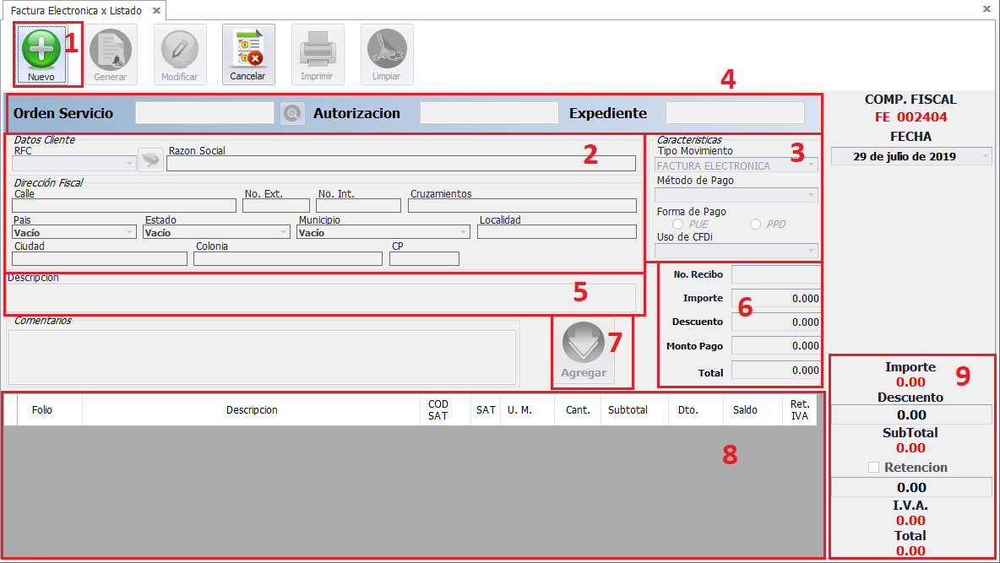 Factura Electronica x Listado
1
Nuevo
Generar
Modificar
Cancelar
Imprimir
Limpiar
4
Orden Servicio
Autorizacion
Expediente
COMP. FISCAL
FE 002404
FECHA
29 de julio de 2019
Datos Cliente
RFC
Razon Social
2
Dirección Fiscal
Calle
No. Ext.
No. Int.
Cruzamientos
Pais
Estado
Municipio
Localidad
Vacío
Vacío
Vacío
Ciudad
Colonia
CP
Caracteristicas
3
Tipo Movimiento
FACTURA ELECTRONICA
Método de Pago
Forma de Pago
PUE
PPD
Uso de CFDi
Descripcion
5
No. Recibo
Importe
0.000
6
Descuento
0.000
Monto Pago
0.000
Total
0.000
Comentarios
7
Agregar
Folio
Descripcion
COD SAT
SAT
U. M.
Cant.
Subtotal
Dto.
Saldo
Ret. IVA
8
Importe
9
0.00
Descuento
0.00
SubTotal
0.00
Retencion
0.00
I.V.A.
0.00
Total
0.00